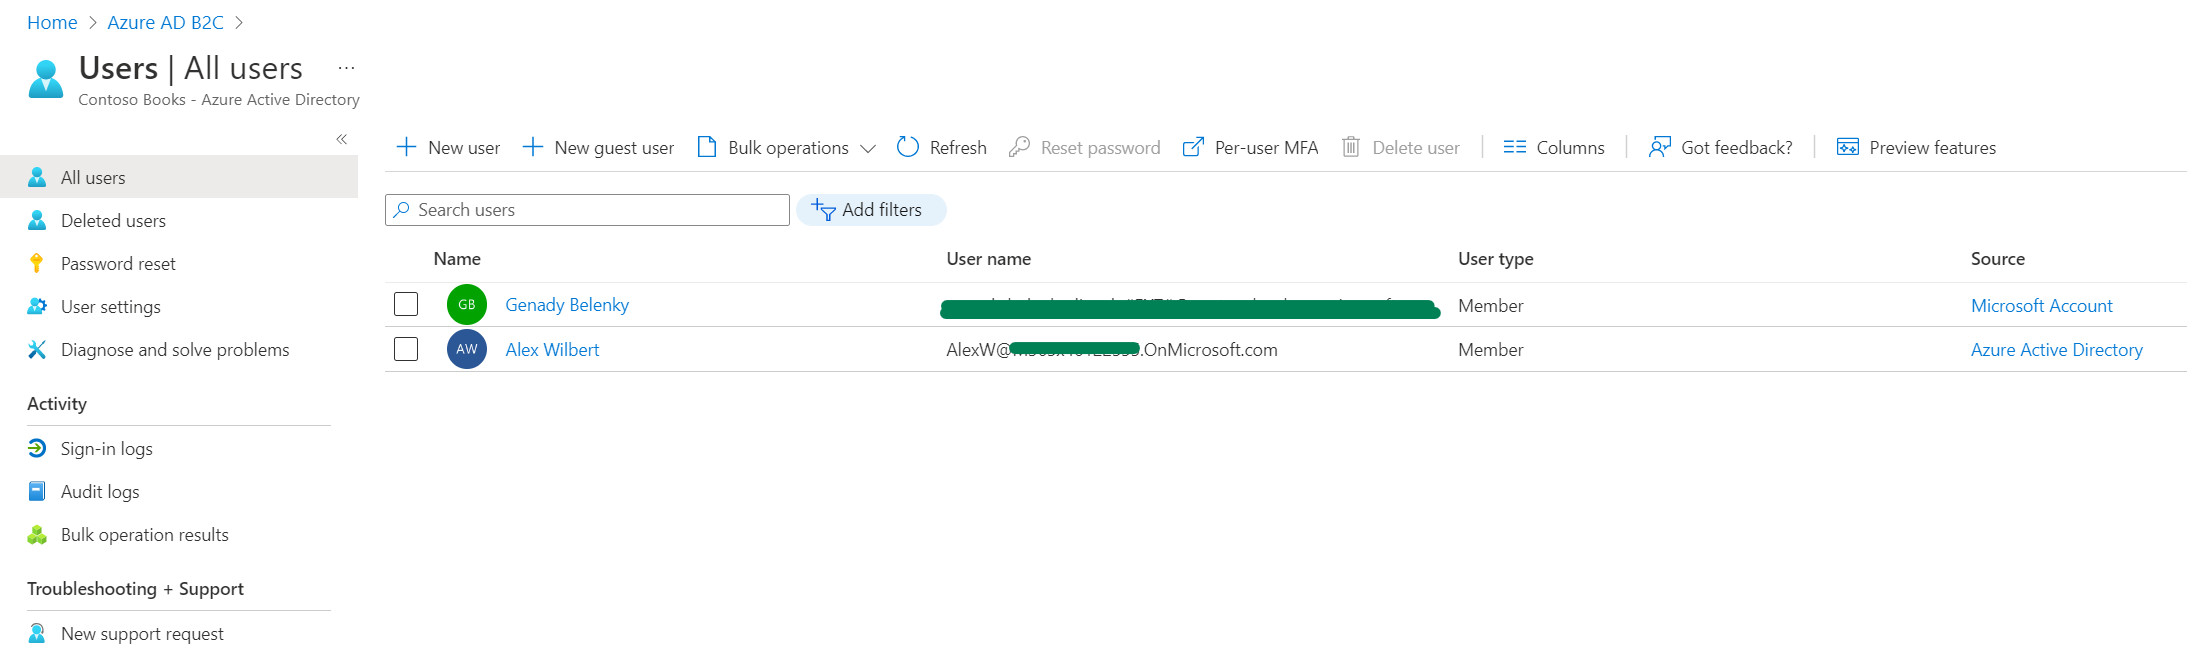 Home > Azure AD B2C >
Users | All users ...
Contoso Books - Azure Active Directory
«
All users
Deleted users
Password reset
User settings
Diagnose and solve problems
Activity
Sign-in logs
Audit logs
Bulk operation results
Troubleshooting + Support
New support request
+ New user + New guest user Bulk operations Refresh Reset password Per-user MFA Delete user Columns Got feedback? Preview features
Search users Add filters
Name User name User type Source
GB Genady Belenky Member Microsoft Account
AW Alex Wilbert AlexW@ .OnMicrosoft.com Member Azure Active Directory